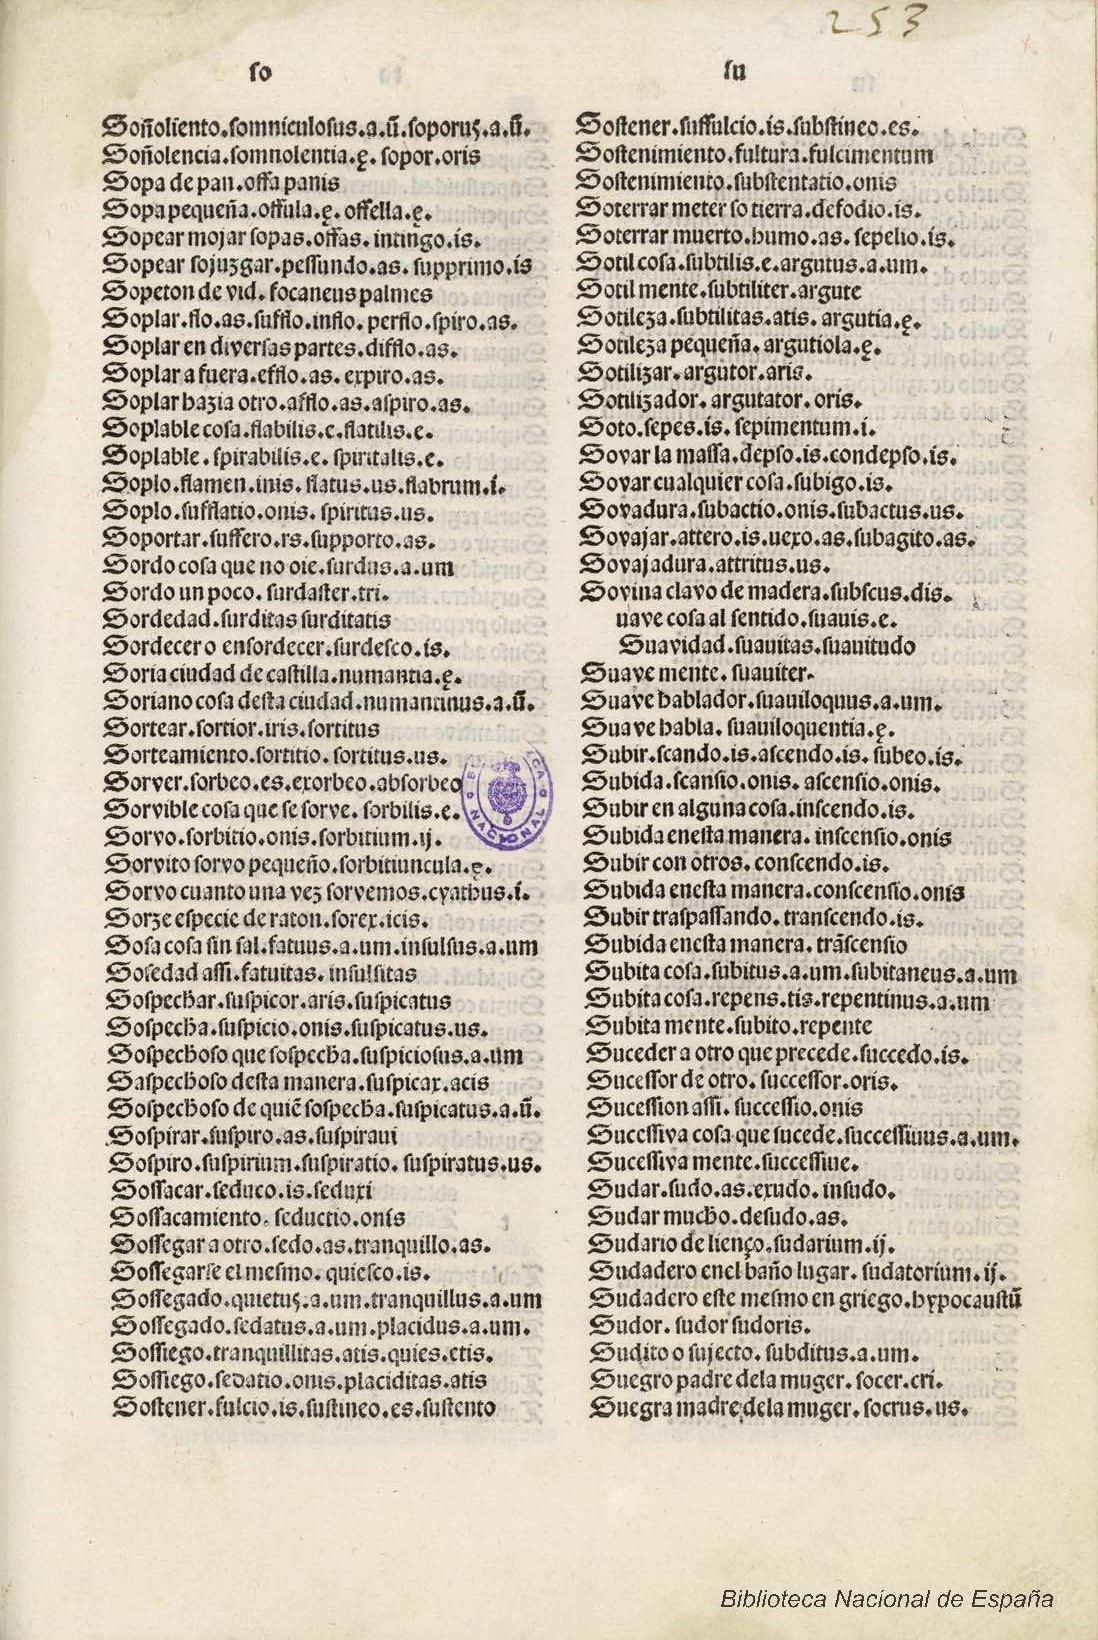 253
so
Soñoliento.somniculosus.a.ū.soporus.a.ū.
Soñolencia.somnolentia.ę. sopor.oris
Sopa de pan.offa panis
Sopa pequeña.offula.ę. offella.ę.
Sopear mojar sopas.offas. intingo.is.
Sopear sojuzgar.pessundo.as. supprimo.is
Sopeton de vid. focaneus palmes
Soplar.flo.as.sufflo.inflo. perflo.spiro.as.
Soplar en diversas partes.difflo.as.
Soplar a fuera.efflo.as. expiro.as.
Soplar hazia otro.afflo.as.aspiro.as.
Soplable cosa.flabilis.e.flatilis.e.
Soplable.spirabilis.e. spiritalis.e.
Soplo.flamen.inis. flatus.us.flabrum.i.
Soplo.sufflatio.onis. spiritus.us.
Soportar.suffero.rs.supporto.as.
Sordo cosa que no oie.surdus.a.um
Sordo un poco. surdaster.tri.
Sordedad.surditas surditatis
Sordecer o ensordecer.surdesco.is.
Soria ciudad de castilla.numantia.ę.
Soriano cosa desta ciudad.numantinus.a.ū.
Sortear.sortior.iris.sortitus
Sorteamiento.sortitio. sortitus.us.
Sorver.sorbeo.es.exorbeo.absorbeo
Sorvible cosa que se sorve. sorbilis.e.
Sorvo.sorbitio.onis.sorbitium.ij.
Sorvito sorvo pequeño.sorbitiuncula.ę.
Sorvo cuanto una vez sorvemos.cyathus.i.
Sorze especie de raton.sorex.icis.
Sosa cosa sin sal.fatuus.a.um.insulsus.a.um
Sosedad assi.fatuitas. insulsitas
Sospechar.suspicor.aris.suspicatus
Sospecha.suspicio.onis.suspicatus.us.
Sospechoso que sospecha.suspiciosus.a.um
Saspechoso desta manera.suspicax.acis
Sospechoso de quiē sospecha.suspicatus.a.ū.
Sospirar.suspiro.as.suspiraui
Sospiro.suspirium.suspiratio. suspiratus.us.
Sossacar.seduco.is.seduxi
Sossacamiento.seductio.onis
Sossegar a otro.sedo.as.tranquillo.as.
Sossegarse el mesmo. quiesco.is.
Sossegado.quietus.a.um.tranquillus.a.um
Sossegado.sedatus.a.um.placidus.a.um.
Sossiego.tranquillitas.atis.quies.etis.
Sossiego.sedatio.onis.placiditas.atis
Sostener.fulcio.is.sustineo.es.sustento
su
Sostener.suffulcio.is.substineo.es.
Sostenimiento.fultura.fulcimentum
Sostenimiento.substentatio.onis
Soterrar meter so tierra.defodio.is.
Soterrar muerto.humo.as. sepelio.is.
Sotil cosa.subtilis.e.argutus.a.um.
Sotil mente.subtiliter.argute
Sotileza.subtilitas.atis. argutia.ę.
Sotileza pequeña. argutiola.ę.
Sotilizar. argutor.aris.
Sotilizador. argutator. oris.
Soto.sepes.is. sepimentum.i.
Sovar la massa.depso.is.condepso.is.
Sovar cualquier cosa.subigo.is.
Sovadura.subactio.onis.subactus.us.
Sovajar.attero.is.uexo.as.subagito.as.
Sovajadura.attritus.us.
Sovina clavo de madera.subscus.dis.
uave cosa al sentido.suauis.e.
Suavidad.suauitas.suauitudo
Suave mente. suauiter.
Suave hablador.suauiloquus.a.um.
Suave habla. suauiloquentia.ę.
Subir.scando.is.ascendo.is. subeo.is.
Subida.scansio.onis. ascensio.onis.
Subir en alguna cosa.inscendo.is.
Subida enesta manera. inscensio.onis
Subir con otros. conscendo.is.
Subida enesta manera.conscensio.onis
Subir traspassando. transcendo.is.
Subida enesta manera. trāscensio
Subita cosa.subitus.a.um.subitaneus.a.um
Subita cosa.repens.tis.repentinus.a.um
Subita mente.subito.repente
Suceder a otro que precede.succedo.is.
Sucessor de otro. successor.oris.
Sucession assi. successio.onis
Sucessiva cosa que sucede.successiuus.a.um.
Sucessiva mente.successiue.
Sudar.sudo.as.exudo. insudo.
Sudar mucho.desudo.as.
Sudario de lienço.sudarium.ij.
Sudadero enel baño lugar. sudatorium.ij.
Sudadero este mesmo en griego.hypocaustū
Sudor. sudor sudoris.
Sudito o sujecto. subditus.a.um.
Suegro padre dela muger. socer.cri.
Suegra madre dela muger. socrus.us.
Biblioteca Nacional de España